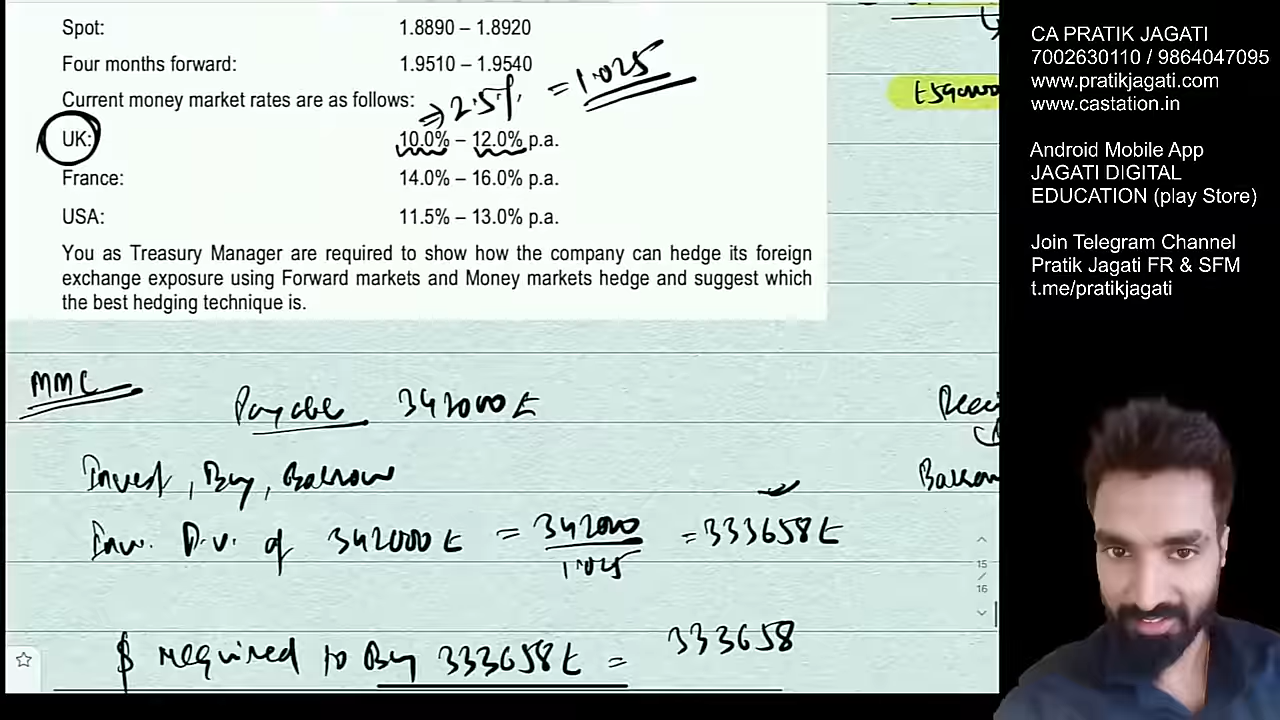 Spot: 1.8890 – 1.8920
Four months forward: 1.9510 – 1.9540
Current money market rates are as follows:
⇒ 2.5% = 1.025
UK: 10.0% – 12.0% p.a.
France: 14.0% – 16.0% p.a.
USA: 11.5% – 13.0% p.a.
You as Treasury Manager are required to show how the company can hedge its foreign
exchange exposure using Forward markets and Money markets hedge and suggest which
the best hedging technique is.
MMC
Payable 342000 £
Invest, Buy, Borrow
Inv. P.V. of 342000 £ = 342000 / 1.025 = 333658 £
$ required to Buy 333658 £ = 333658
15
/
16
CA PRATIK JAGATI
7002630110 / 9864047095
www.pratikjagati.com
www.castation.in
Android Mobile App
JAGATI DIGITAL
EDUCATION (play Store)
Join Telegram Channel
Pratik Jagati FR & SFM
t.me/pratikjagati